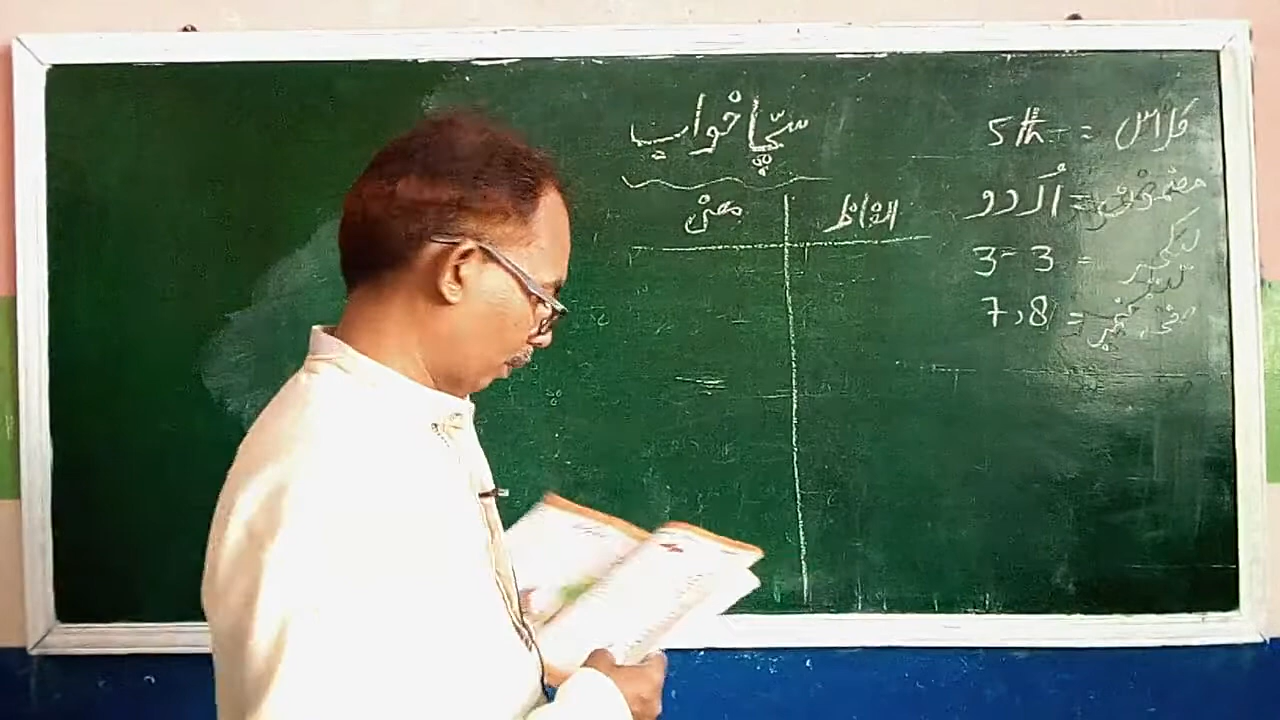 سچّا خواب
الفاظ
معنی
کلاس = 5th
مضمون = اُردو
لیکچر - 3-3
صفحہ نمبر = 7,8